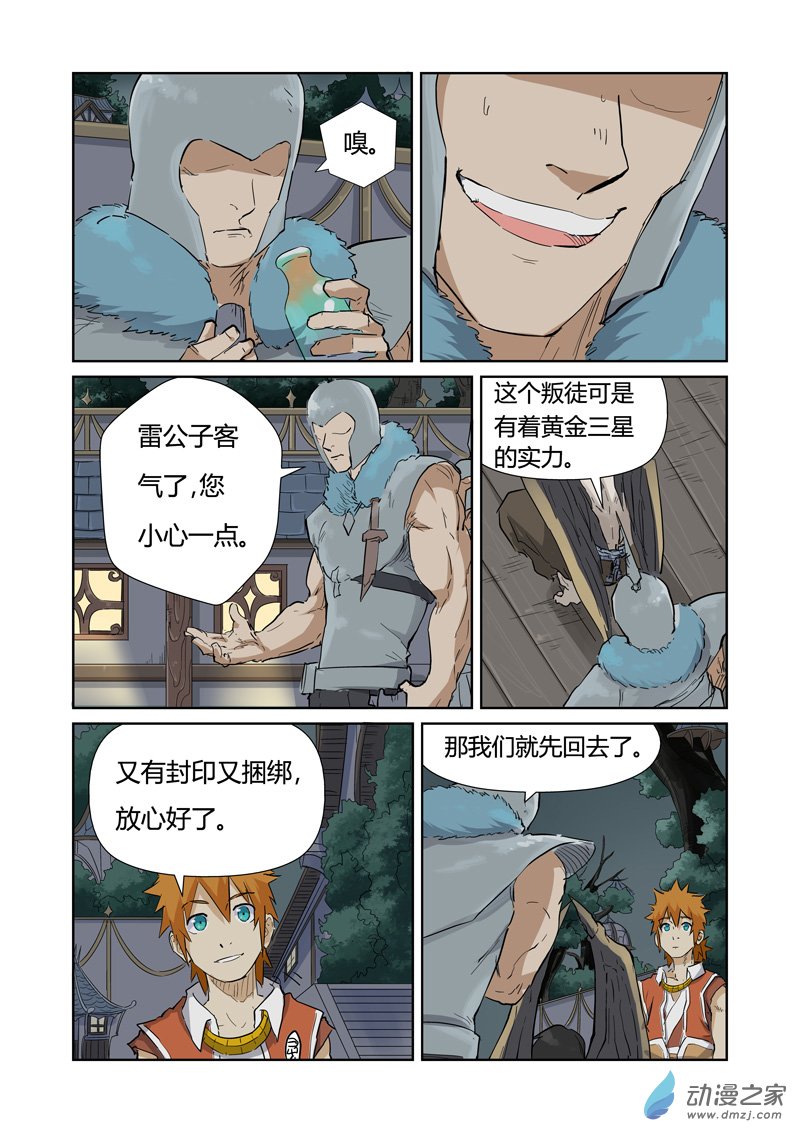 嗅。
雷公子客
气了，您
小心一点。
这个叛徒可是
有着黄金三星
的实力。
又有封印又捆绑，
放心好了。
那我们就先回去了。
动漫之家
www.dmzj.com